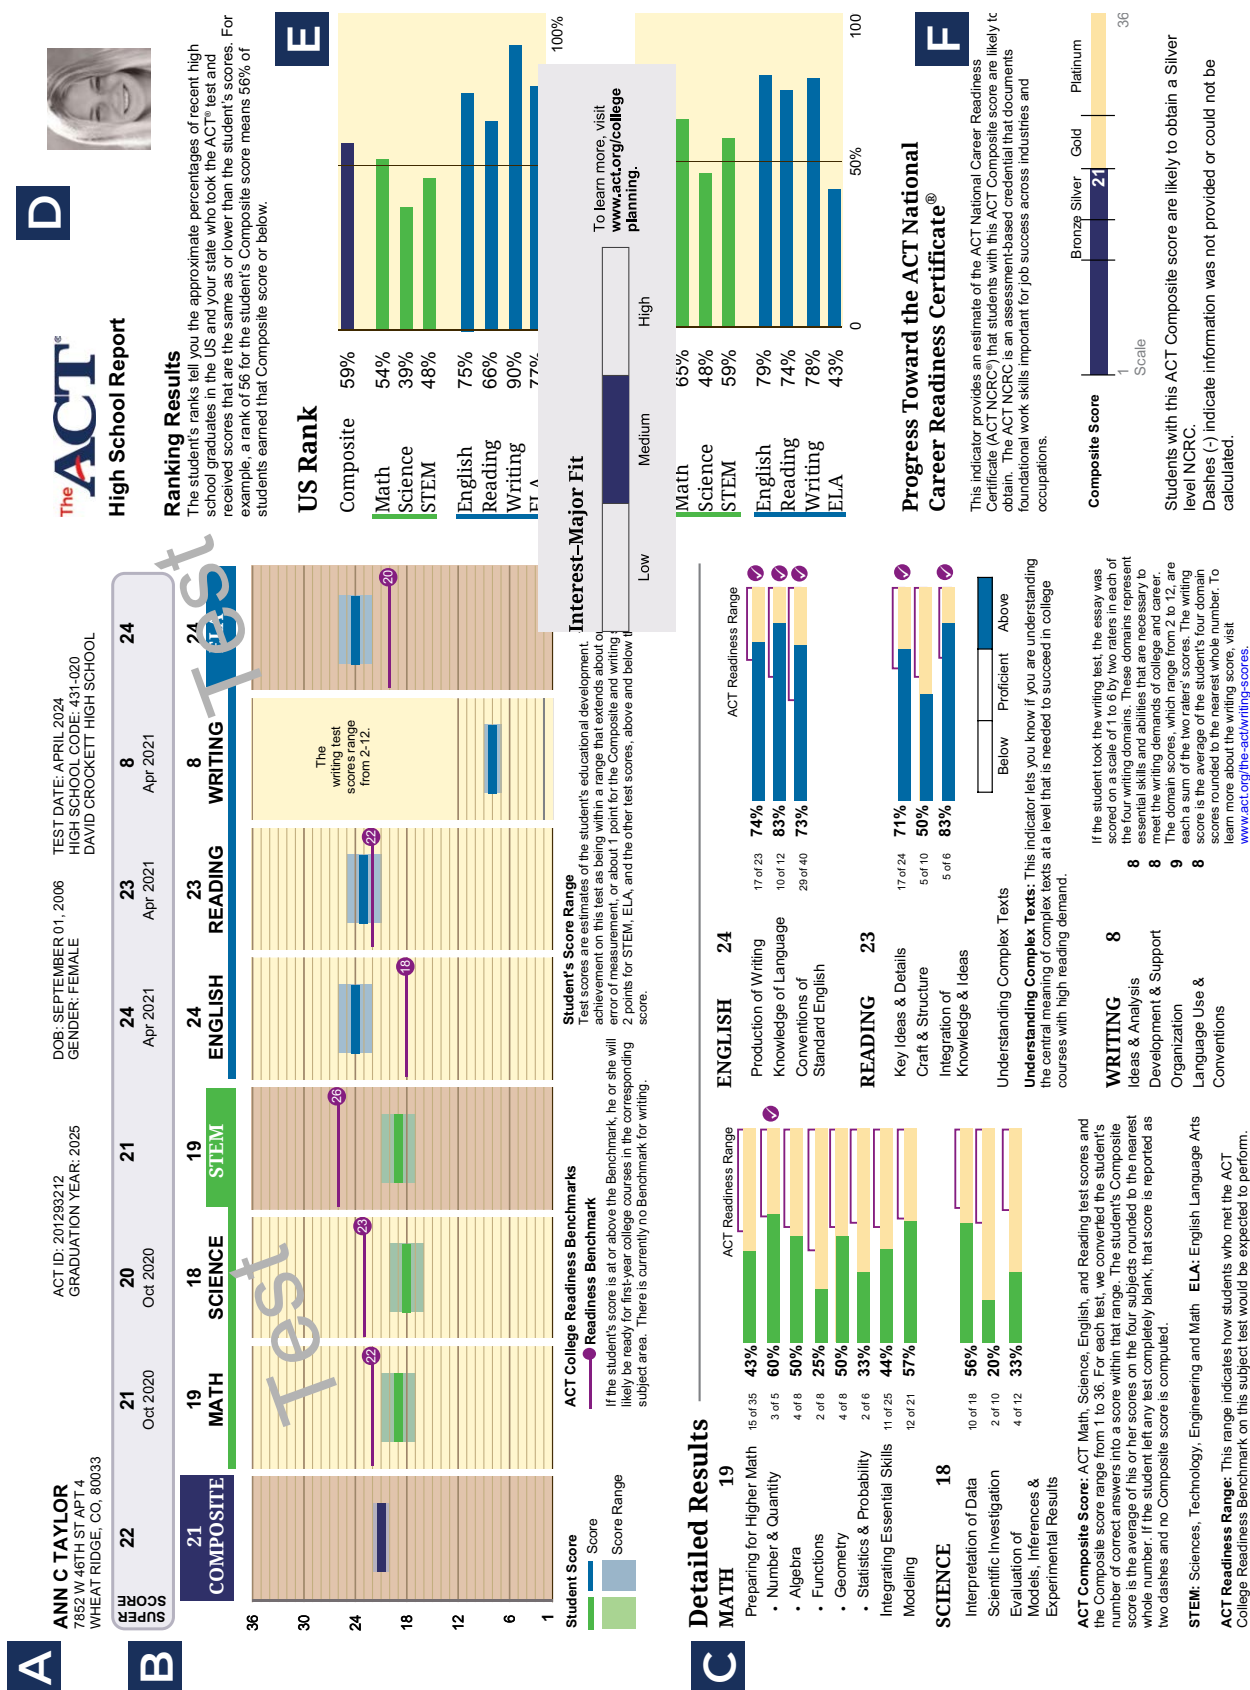 A
ANN C TAYLOR
7852 W 46TH ST APT 4
WHEAT RIDGE, CO, 80033
ACT ID: 201293212
GRADUATION YEAR: 2025
DOB: SEPTEMBER 01, 2006
GENDER: FEMALE
TEST DATE: APRIL 2024
HIGH SCHOOL CODE: 431-020
DAVID CROCKETT HIGH SCHOOL
The ACT®
High School Report
D
B
SUPER SCORE
22 21 20 21 24 23 8 24
Oct 2020 Oct 2020 Apr 2021 Apr 2021 Apr 2021
21 19 18 19 24 23 8 24
COMPOSITE MATH SCIENCE STEM ENGLISH READING WRITING
Test
Test
36
24
18
12
6
1
22
23
26
18
22
20
The
writing test
scores range
from 2-12.
Student Score
Score
Score Range
ACT College Readiness Benchmarks
Readiness Benchmark
If the student's score is at or above the Benchmark, he or she will
likely be ready for first-year college courses in the corresponding
subject area. There is currently no Benchmark for writing.
Student's Score Range
Test scores are estimates of the student's educational development.
achievement on this test as being within a range that extends about
error of measurement, or about 1 point for the Composite and writing
2 points for STEM, ELA, and the other test scores, above and below
score.
Ranking Results
The student's ranks tell you the approximate percentages of recent high
school graduates in the US and your state who took the ACT® test and
received scores that are the same as or lower than the student's scores. For
example, a rank of 56 for the student's Composite score means 56% of
students earned that Composite score or below.
US Rank
E
Composite 59%
Math 54%
Science 39%
STEM 48%
English 75%
Reading 66%
Writing 90%
ELA 77%
100%
Interest–Major Fit
Low Medium High
To learn more, visit
www.act.org/college
planning.
Math 65%
Science 48%
STEM 59%
English 79%
Reading 74%
Writing 78%
ELA 43%
0 50% 100
C
Detailed Results
MATH 19
ACT Readiness Range
Preparing for Higher Math 15 of 35 43%
• Number & Quantity 3 of 5 60%
• Algebra 4 of 8 50%
• Functions 2 of 8 25%
• Geometry 4 of 8 50%
• Statistics & Probability 2 of 6 33%
Integrating Essential Skills 11 of 25 44%
Modeling 12 of 21 57%
SCIENCE 18
Interpretation of Data 10 of 18 56%
Scientific Investigation 2 of 10 20%
Evaluation of
Models, Inferences &
Experimental Results 4 of 12 33%
ENGLISH 24
ACT Readiness Range
Production of Writing 17 of 23 74%
Knowledge of Language 10 of 12 83%
Conventions of
Standard English 29 of 40 73%
READING 23
Key Ideas & Details 17 of 24 71%
Craft & Structure 5 of 10 50%
Integration of
Knowledge & Ideas 5 of 6 83%
Understanding Complex Texts
Below Proficient Above
Understanding Complex Texts: This indicator lets you know if you are understanding
the central meaning of complex texts at a level that is needed to succeed in college
courses with high reading demand.
WRITING 8
Ideas & Analysis 8
Development & Support 8
Organization 9
Language Use & 8
Conventions
If the student took the writing test, the essay was
scored on a scale of 1 to 6 by two raters in each of
the four writing domains. These domains represent
essential skills and abilities that are necessary to
meet the writing demands of college and career.
The domain scores, which range from 2 to 12, are
each a sum of the two raters' scores. The writing
score is the average of the student's four domain
scores rounded to the nearest whole number. To
learn more about the writing score, visit
www.act.org/the-act/writing-scores.
ACT Composite Score: ACT Math, Science, English, and Reading test scores and
the Composite score range from 1 to 36. For each test, we converted the student's
number of correct answers into a score within that range. The student's Composite
score is the average of his or her scores on the four subjects rounded to the nearest
whole number. If the student left any test completely blank, that score is reported as
two dashes and no Composite score is computed.
STEM: Sciences, Technology, Engineering and Math ELA: English Language Arts
ACT Readiness Range: This range indicates how students who met the ACT
College Readiness Benchmark on this subject test would be expected to perform.
F
Progress Toward the ACT National
Career Readiness Certificate®
This indicator provides an estimate of the ACT National Career Readiness
Certificate (ACT NCRC®) that students with this ACT Composite score are likely to
obtain. The ACT NCRC is an assessment-based credential that documents
foundational work skills important for job success across industries and
occupations.
Bronze Silver Gold Platinum
Composite Score 21
1 36
Scale
Students with this ACT Composite score are likely to obtain a Silver
level NCRC.
Dashes (-) indicate information was not provided or could not be
calculated.